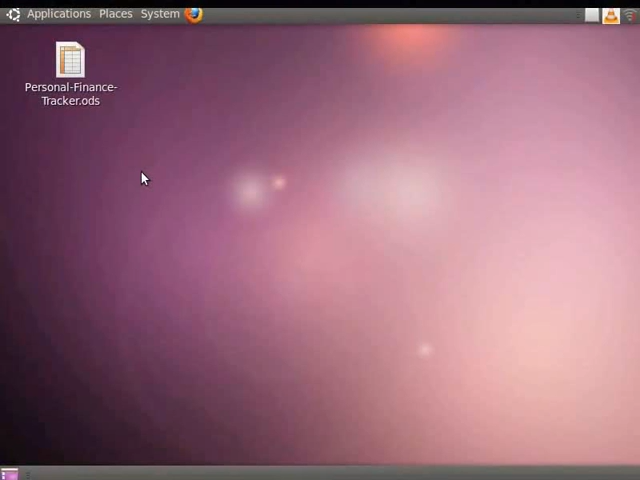 Applications Places System
Personal-Finance-
Tracker.ods